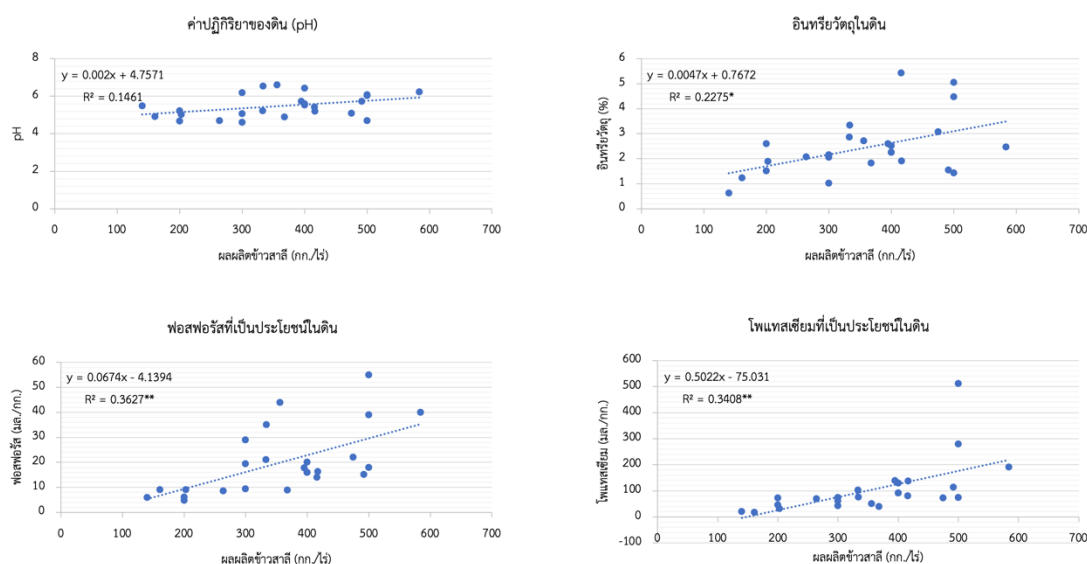 ค่าปฏิกิริยาของดิน (pH)
y = 0.002x + 4.7571
R² = 0.1461
pH
8
6
4
2
0
0 100 200 300 400 500 600 700
ผลผลิตข้าวสาลี (กก./ไร่)
อินทรียวัตถุในดิน
y = 0.0047x + 0.7672
R² = 0.2275*
อินทรียวัตถุ (%)
6
5
4
3
2
1
0
0 100 200 300 400 500 600 700
ผลผลิตข้าวสาลี (กก./ไร่)
ฟอสฟอรัสที่เป็นประโยชน์ในดิน
y = 0.0674x - 4.1394
R² = 0.3627**
ฟอสฟอรัส (มล./กก.)
60
50
40
30
20
10
0
0 100 200 300 400 500 600 700
ผลผลิตข้าวสาลี (กก./ไร่)
โพแทสเซียมที่เป็นประโยชน์ในดิน
y = 0.5022x - 75.031
R² = 0.3408**
โพแทสเซียม (มล./กก.)
600
500
400
300
200
100
0
-100
0 100 200 300 400 500 600 700
ผลผลิตข้าวสาลี (กก./ไร่)